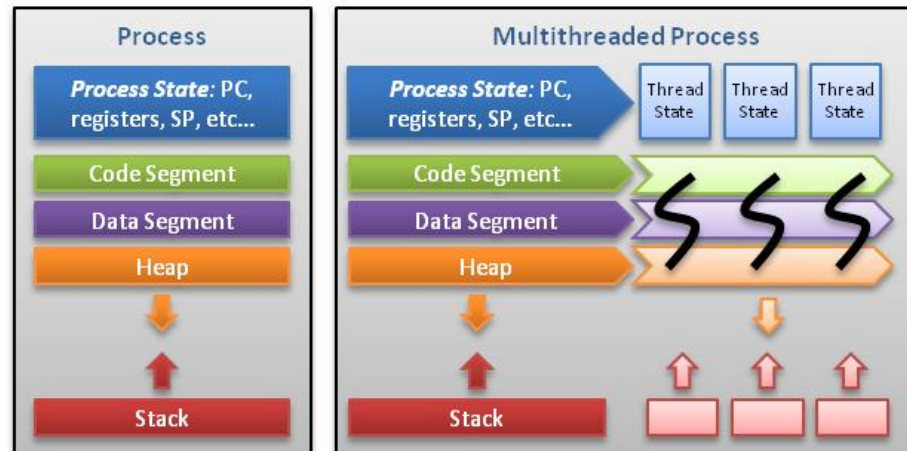 Process
Process State: PC,
registers, SP, etc...
Code Segment
Data Segment
Heap
Stack
Multithreaded Process
Process State: PC,
registers, SP, etc...
Thread
State
Thread
State
Thread
State
Code Segment
Data Segment
Heap
Stack